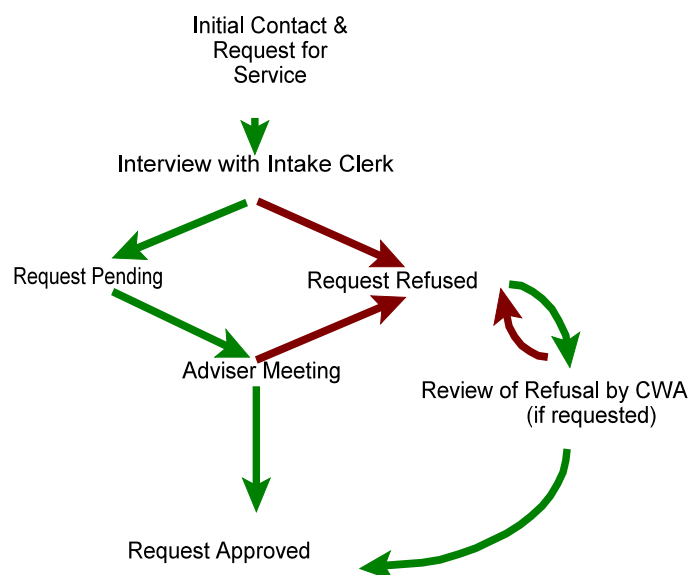 Initial Contact &
Request for
Service
Interview with Intake Clerk
Request Pending
Request Refused
Adviser Meeting
Review of Refusal by CWA
(if requested)
Request Approved